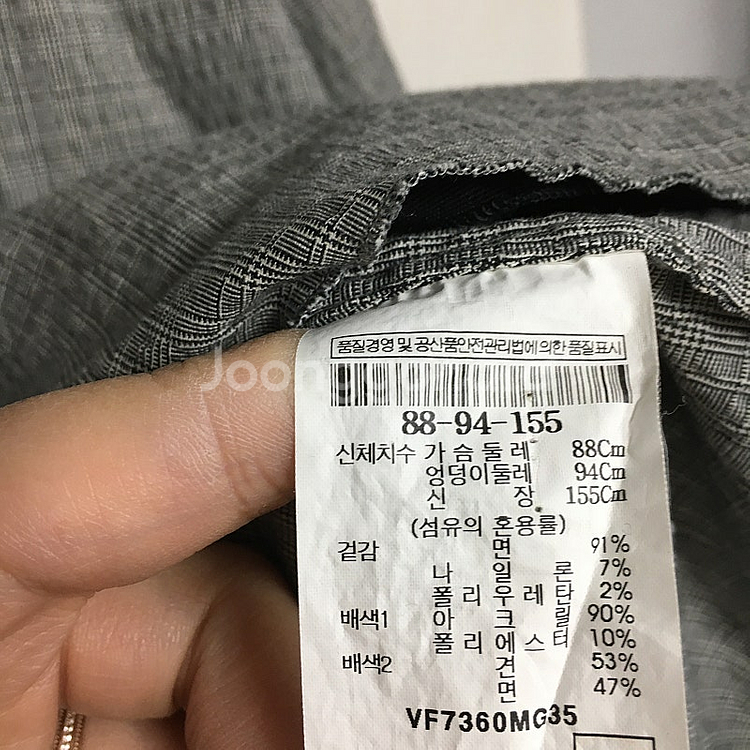 품질경영 및 공산품안전관리법에 의한 품질표시
88-94-155
신체치수 가슴둘레 88Cm
엉덩이둘레 94Cm
신장 155Cm
(섬유의 혼용률)
겉감 면 91%
나일론 7%
폴리우레탄 2%
배색1 아크릴 90%
폴리에스터 10%
배색2 견 53%
면 47%
VF7360MG35